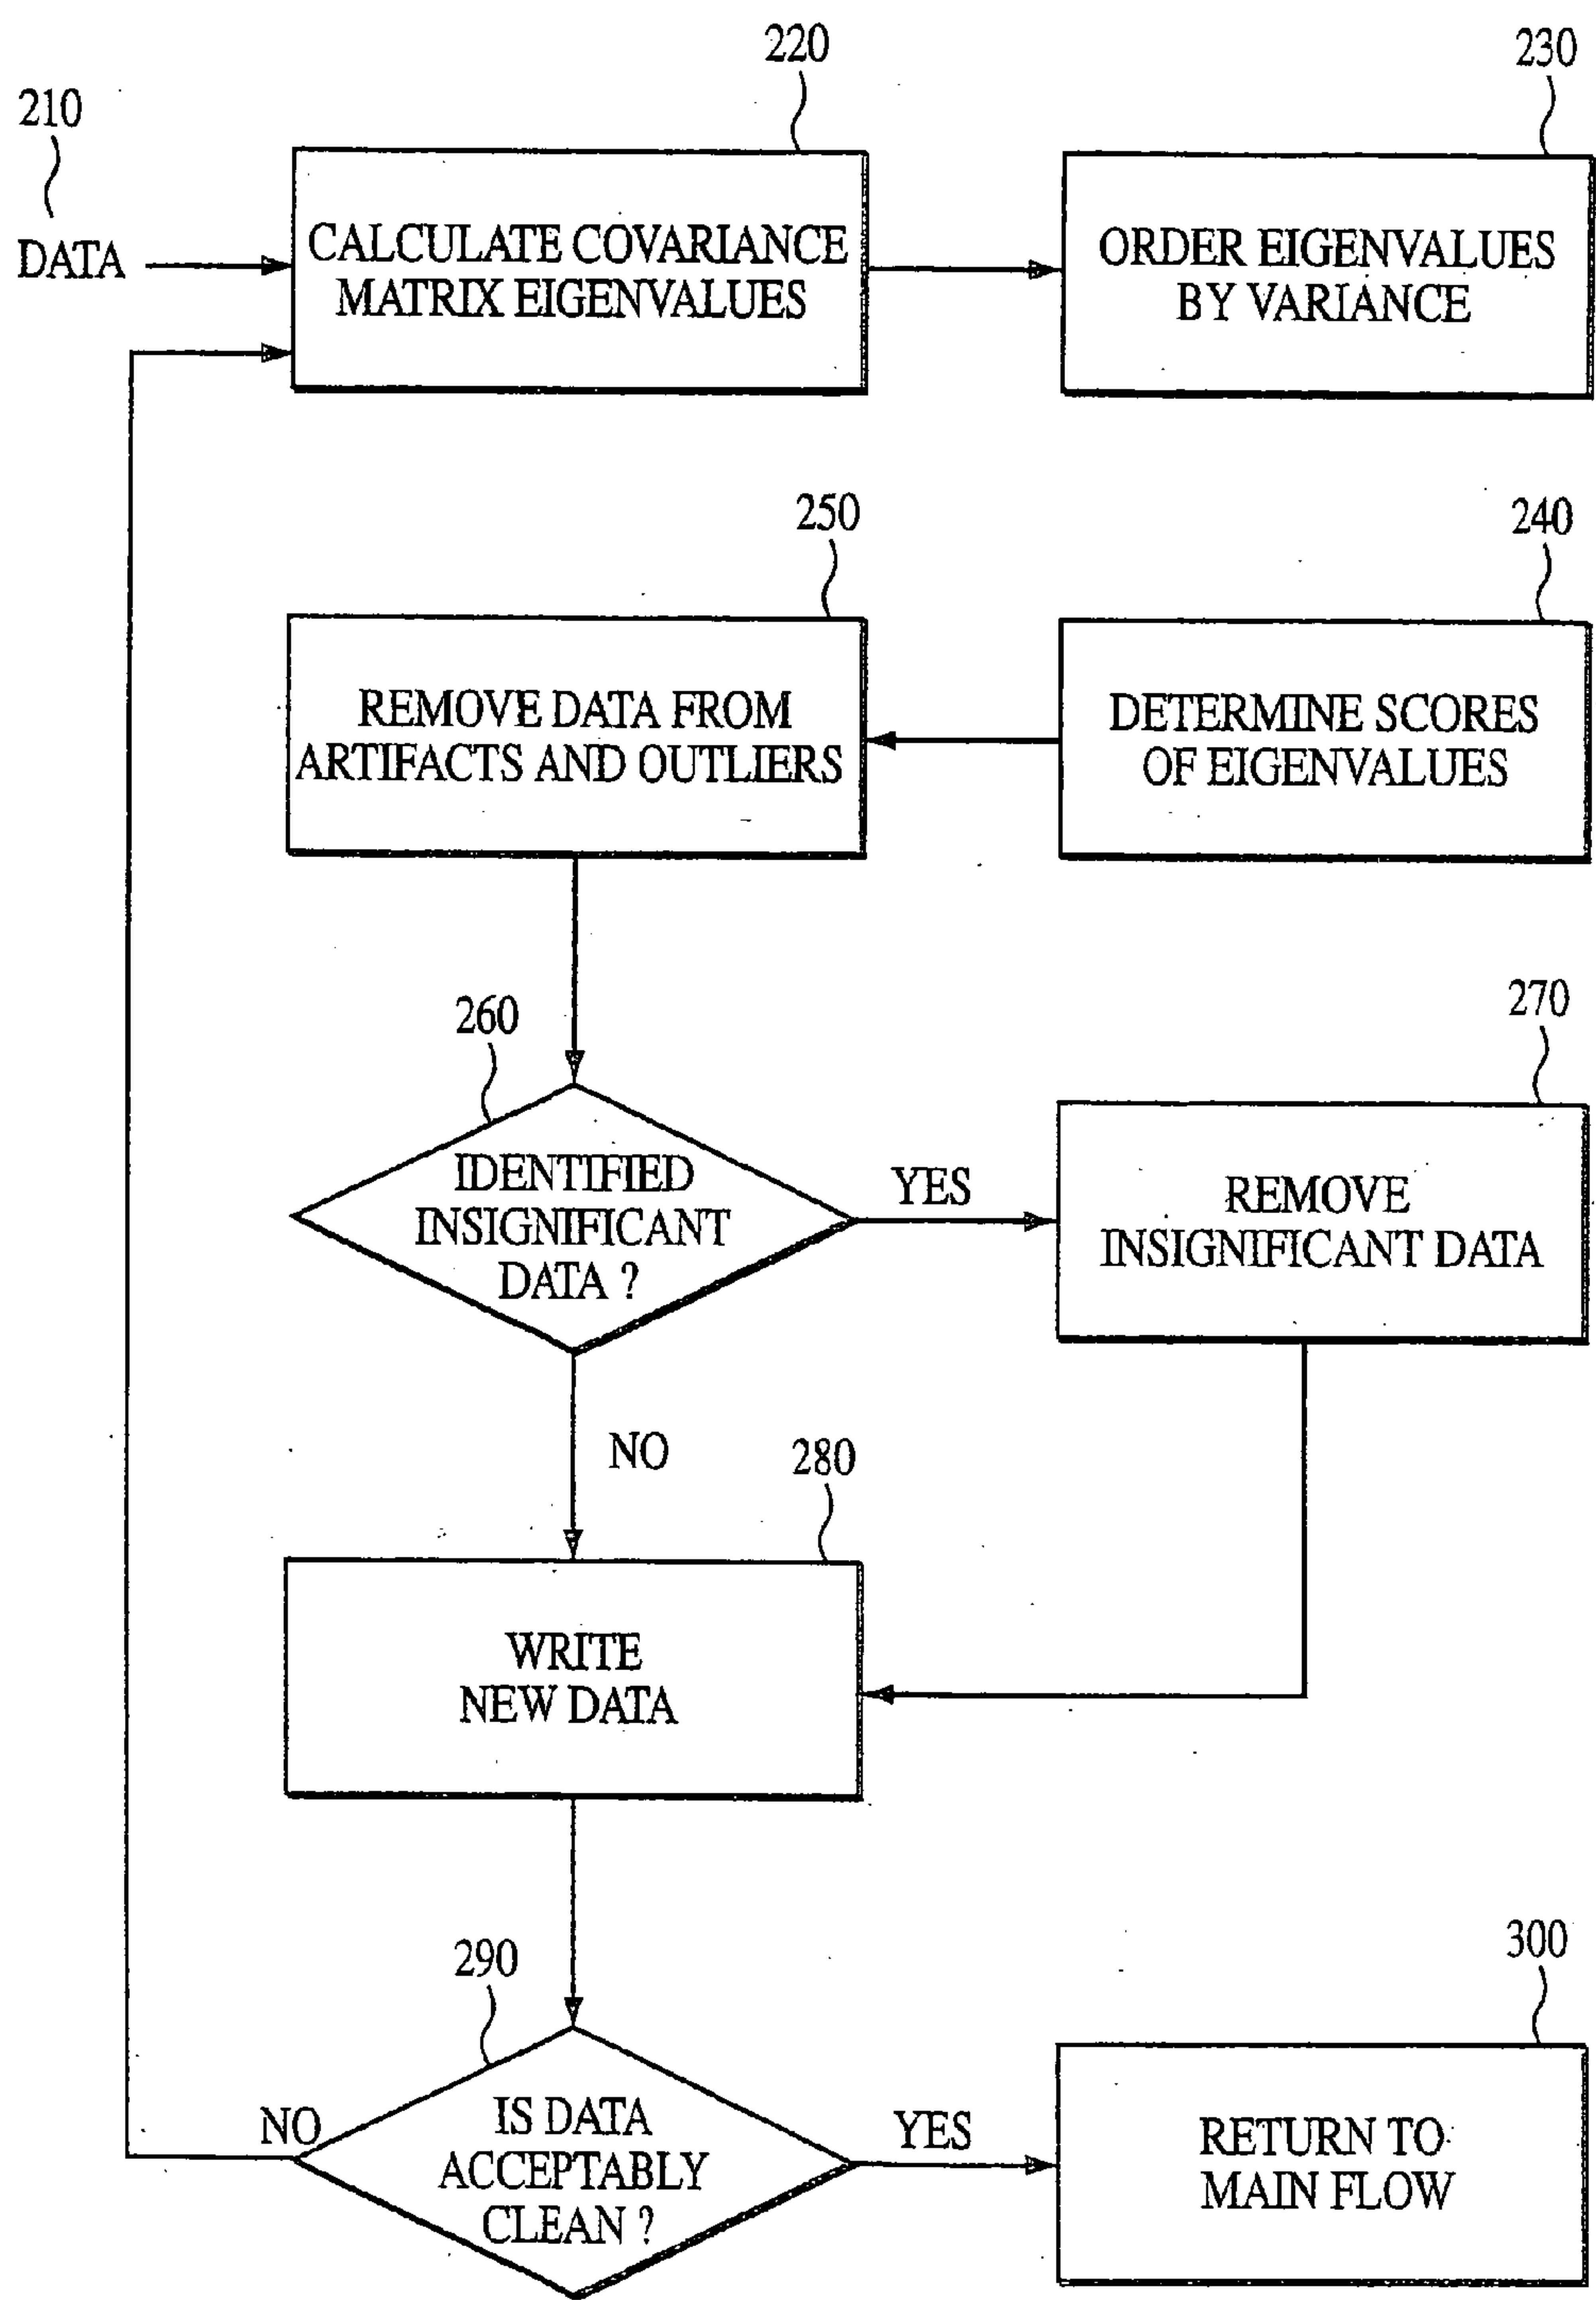 220
230
210
DATA
CALCULATE COVARIANCE
MATRIX EIGENVALUES
ORDER EIGENVALUES
BY VARIANCE
250
240
REMOVE DATA FROM
ARTIFACTS AND OUTLIERS
DETERMINE SCORES
OF EIGENVALUES
260
270
IDENTIFIED
INSIGNIFICANT
DATA ?
YES
REMOVE
INSIGNIFICANT DATA
NO
280
WRITE
NEW DATA
290
300
NO
IS DATA
ACCEPTABLY
CLEAN ?
YES
RETURN TO
MAIN FLOW